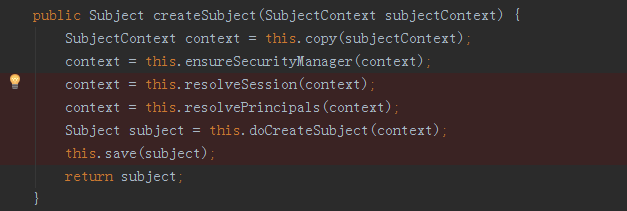 public Subject createSubject(SubjectContext subjectContext) {
SubjectContext context = this.copy(subjectContext);
context = this.ensureSecurityManager(context);
context = this.resolveSession(context);
context = this.resolvePrincipals(context);
Subject subject = this.doCreateSubject(context);
this.save(subject);
return subject;
}